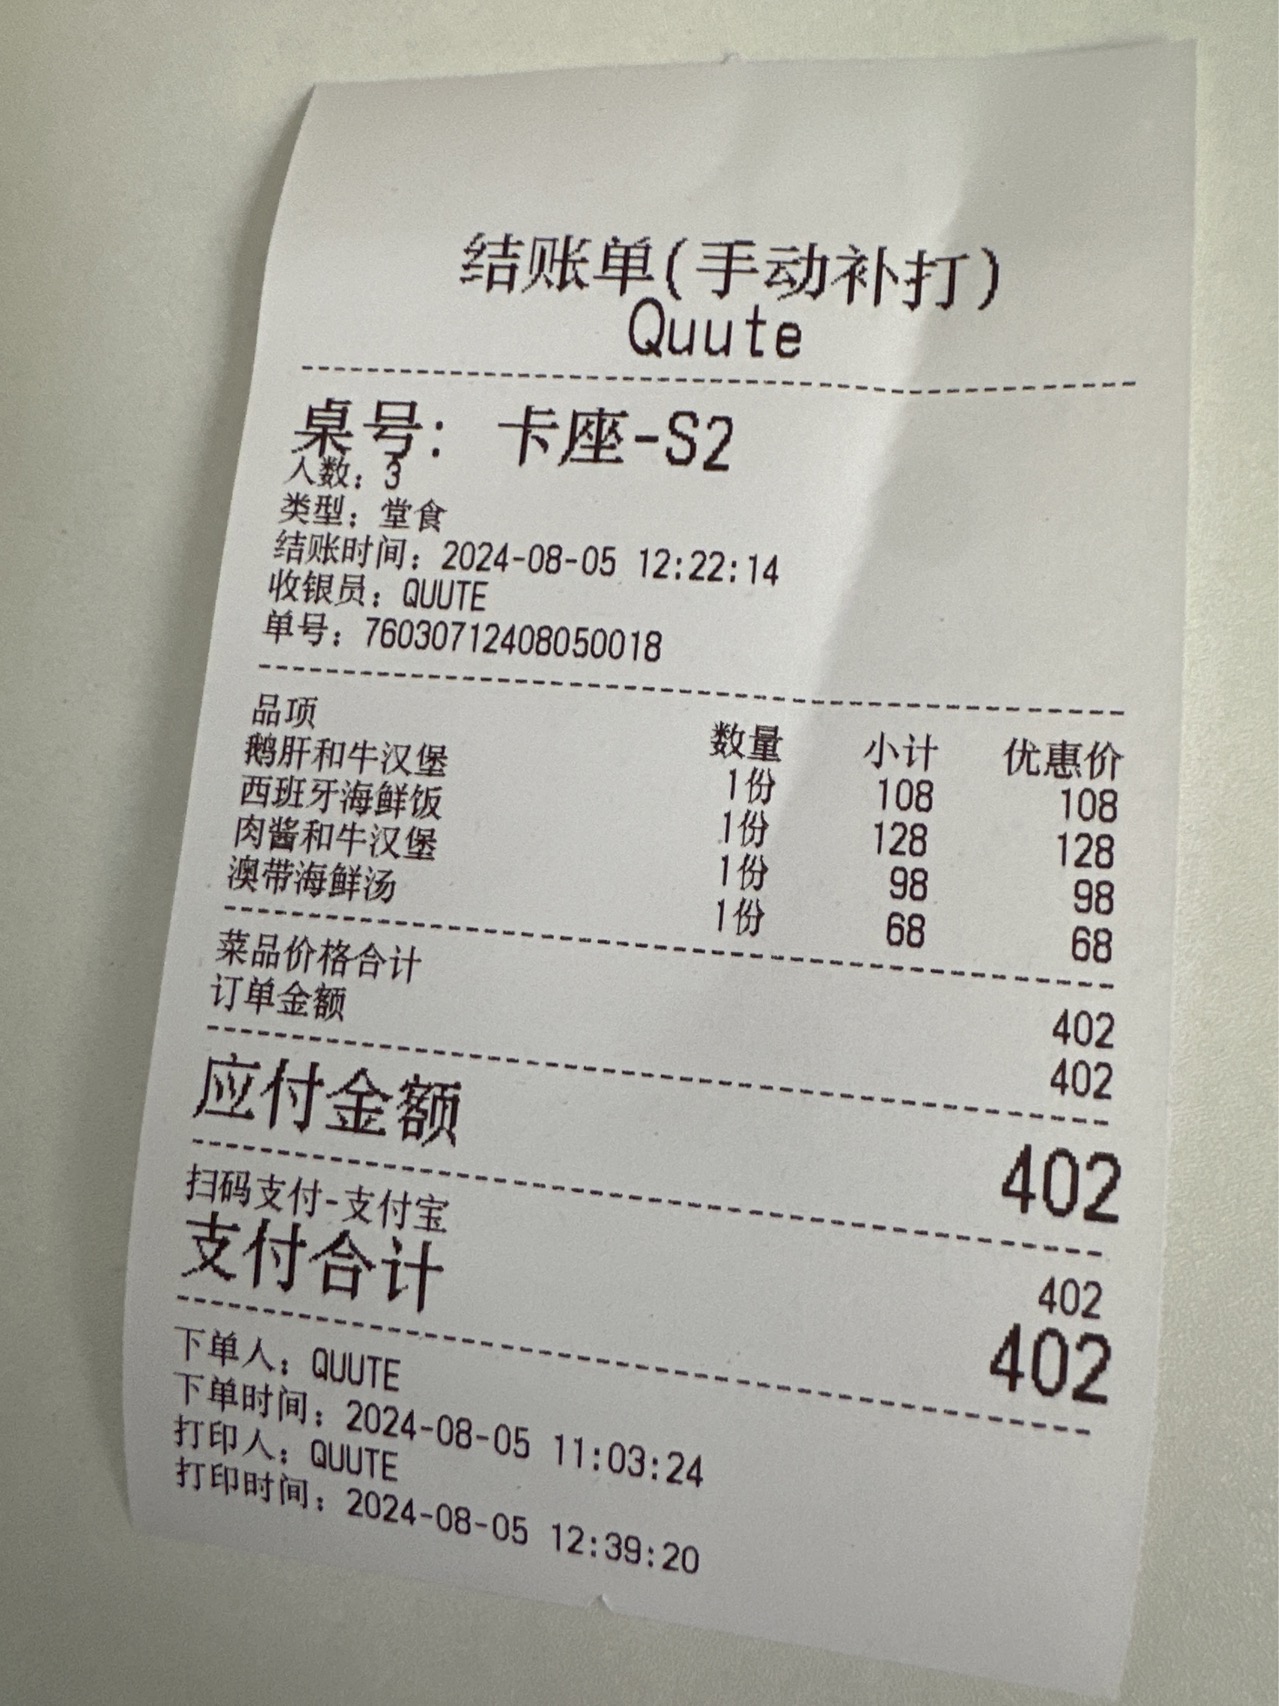 结账单(手动补打)
Quute
桌号: 卡座-S2
人数: 3
类型: 堂食
结账时间: 2024-08-05 12:22:14
收银员: QUUTE
单号: 76030712408050018
品项 数量 小计 优惠价
鹅肝和牛汉堡 1份 108 108
西班牙海鲜饭 1份 128 128
肉酱和牛汉堡 1份 98 98
澳带海鲜汤 1份 68 68
菜品价格合计 402
订单金额 402
应付金额 402
扫码支付-支付宝 402
支付合计 402
下单人: QUUTE
下单时间: 2024-08-05 11:03:24
打印人: QUUTE
打印时间: 2024-08-05 12:39:20